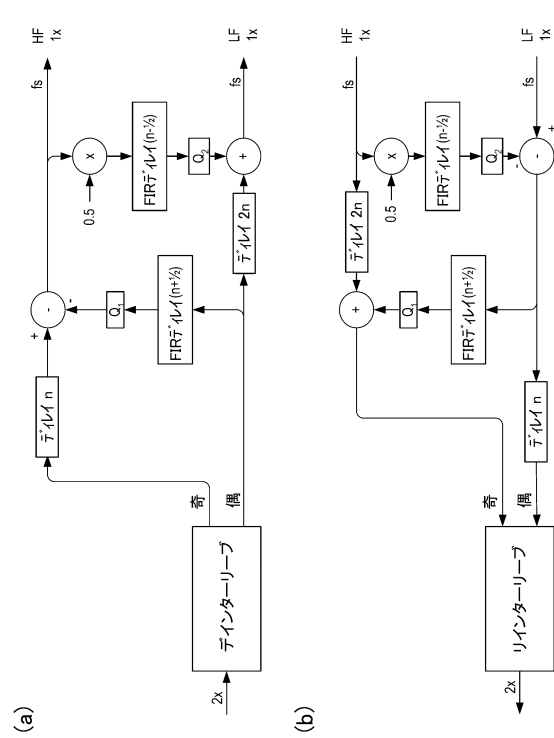 (a)
2x
デインターリーブ
奇
偶
ディレイ n
+
-
-
Q₁
FIRディレイ(n+½)
0.5
x
FIRディレイ(n-½)
Q₂
ディレイ 2n
+
fs
HF
1x
fs
LF
1x
(b)
2x
リインターリーブ
奇
偶
ディレイ n
+
Q₁
FIRディレイ(n+½)
ディレイ 2n
0.5
x
FIRディレイ(n-½)
Q₂
-
-
+
fs
HF
1x
fs
LF
1x